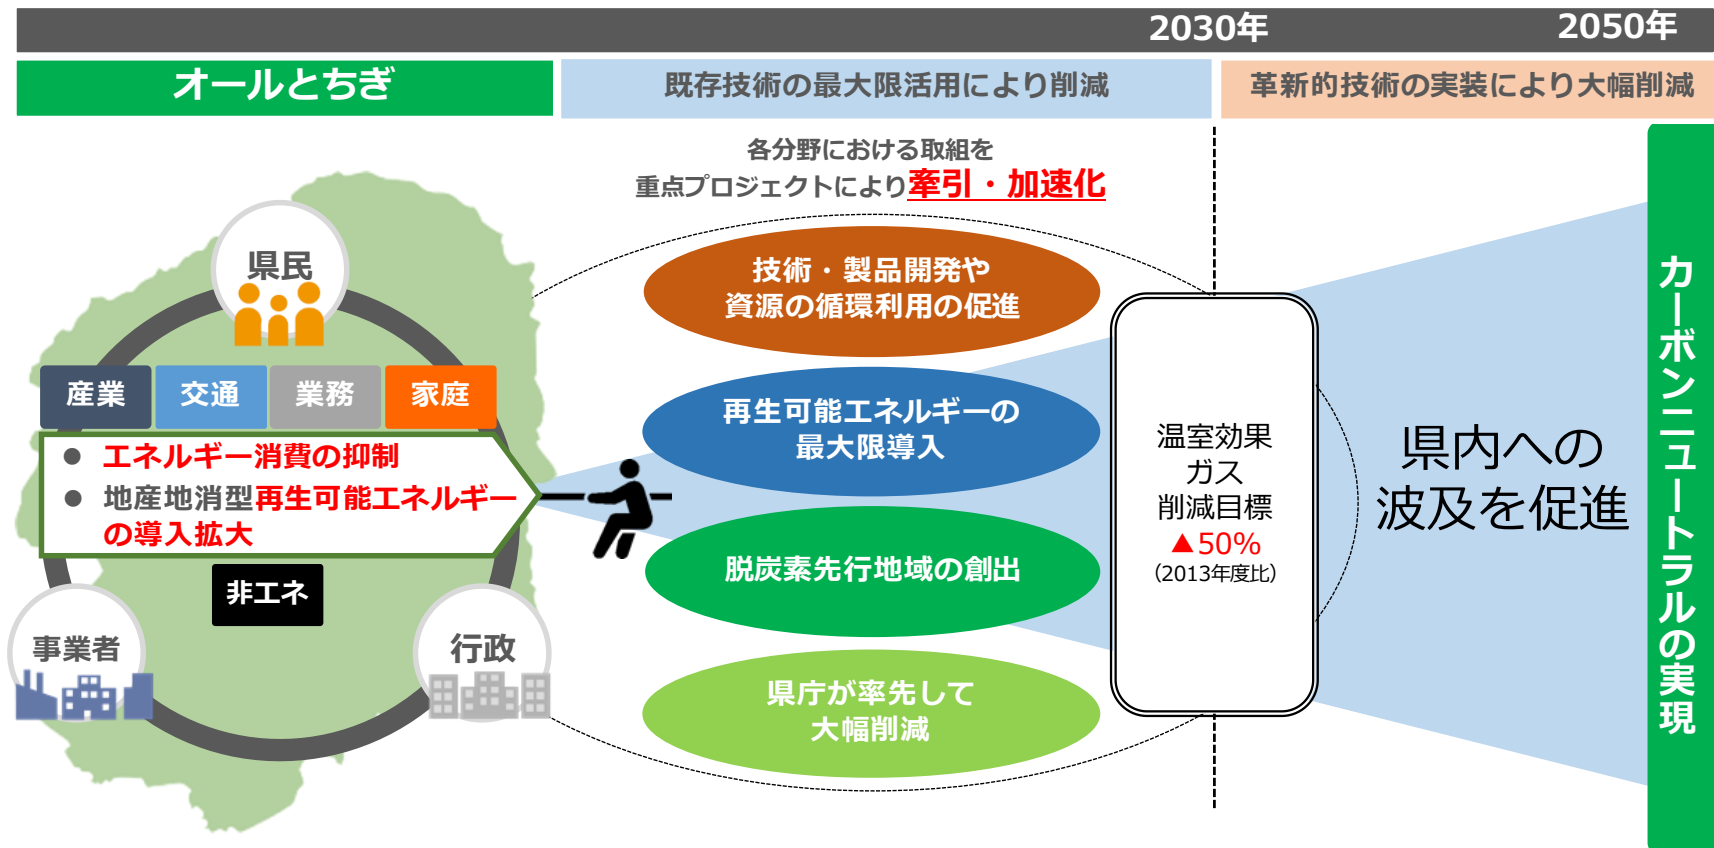 2030年
2050年
オールとちぎ
既存技術の最大限活用により削減
革新的技術の実装により大幅削減
各分野における取組を
重点プロジェクトにより牽引・加速化
県民
産業
交通
業務
家庭
● エネルギー消費の抑制
● 地産地消型再生可能エネルギー
の導入拡大
非エネ
事業者
行政
技術・製品開発や
資源の循環利用の促進
再生可能エネルギーの
最大限導入
脱炭素先行地域の創出
県庁が率先して
大幅削減
温室効果
ガス
削減目標
▲50%
（2013年度比）
県内への
波及を促進
カーボンニュートラルの実現